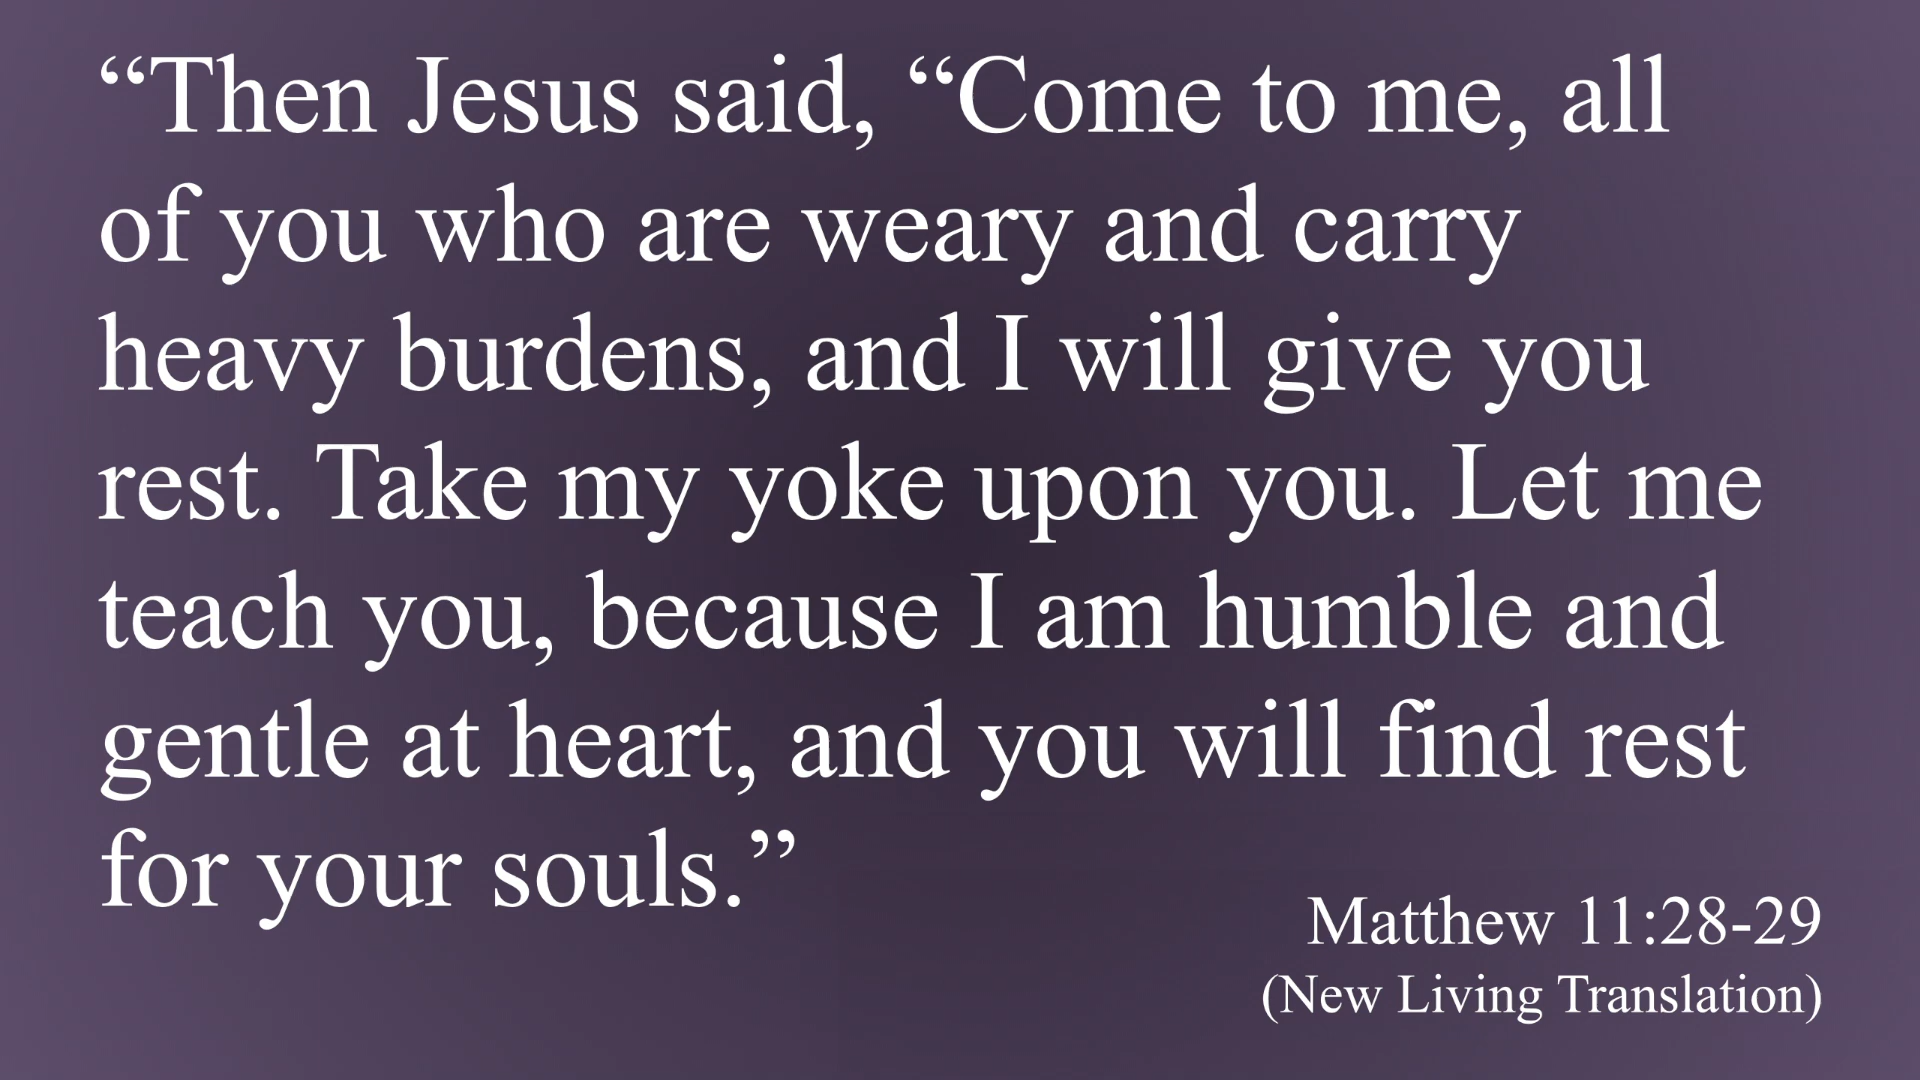 “Then Jesus said, “Come to me, all
of you who are weary and carry
heavy burdens, and I will give you
rest. Take my yoke upon you. Let me
teach you, because I am humble and
gentle at heart, and you will find rest
for your souls.”
Matthew 11:28-29
(New Living Translation)